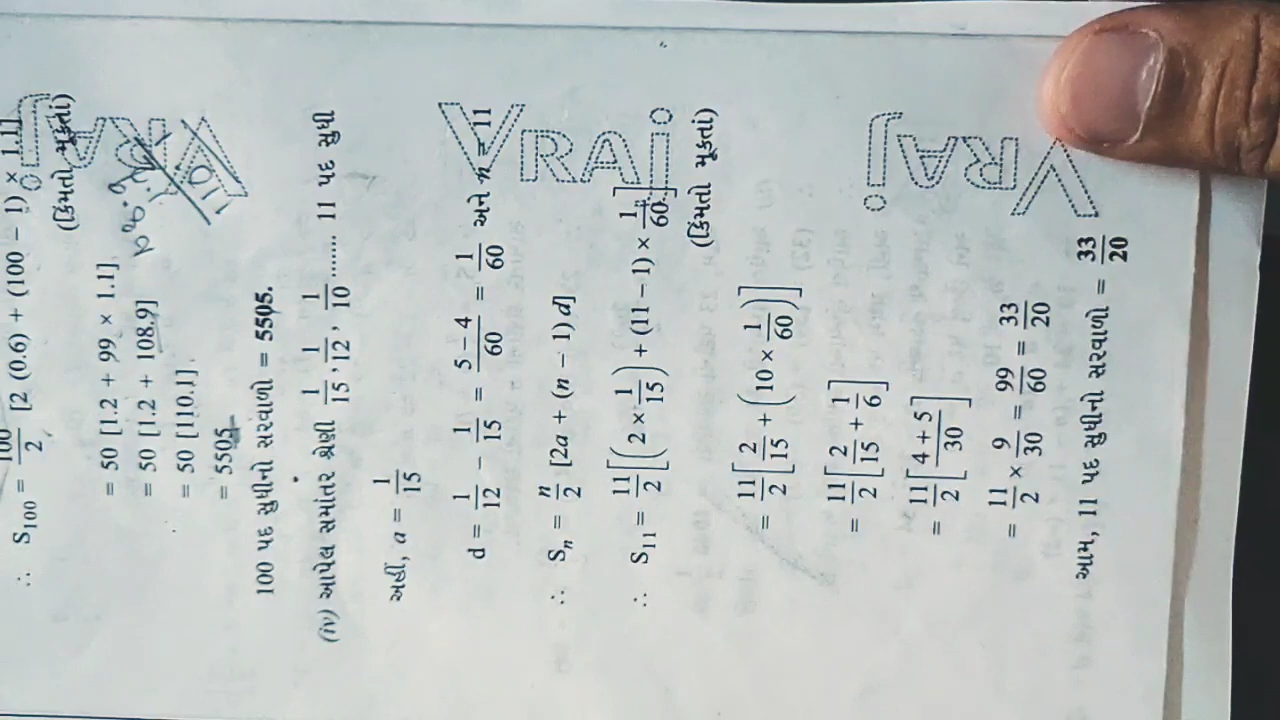 ∴ S₁₀₀ = 100/2 [2 (0.6) + (100 − 1) × 1.1]
(કિંમતો મૂકતાં)
= 50 [1.2 + 99 × 1.1]
= 50 [1.2 + 108.9]
= 50 [110.1]
= 5505
100 પદ સુધીનો સરવાળો = 5505.
(iv) આપેલ સમાંતર શ્રેણી 1/15, 1/12, 1/10 ....... 11 પદ સુધી
અહીં, a = 1/15
d = 1/12 − 1/15 = (5 − 4)/60 = 1/60 અને n = 11
∴ Sₙ = n/2 [2a + (n − 1) d]
∴ S₁₁ = 11/2 [(2 × 1/15) + (11 − 1) × 1/60]
(કિંમતો મૂકતાં)
= 11/2 [2/15 + (10 × 1/60)]
= 11/2 [2/15 + 1/6]
= 11/2 [(4 + 5)/30]
= 11/2 × 9/30 = 99/60 = 33/20
આમ, 11 પદ સુધીનો સરવાળો = 33/20
VRAJ
VRAJ